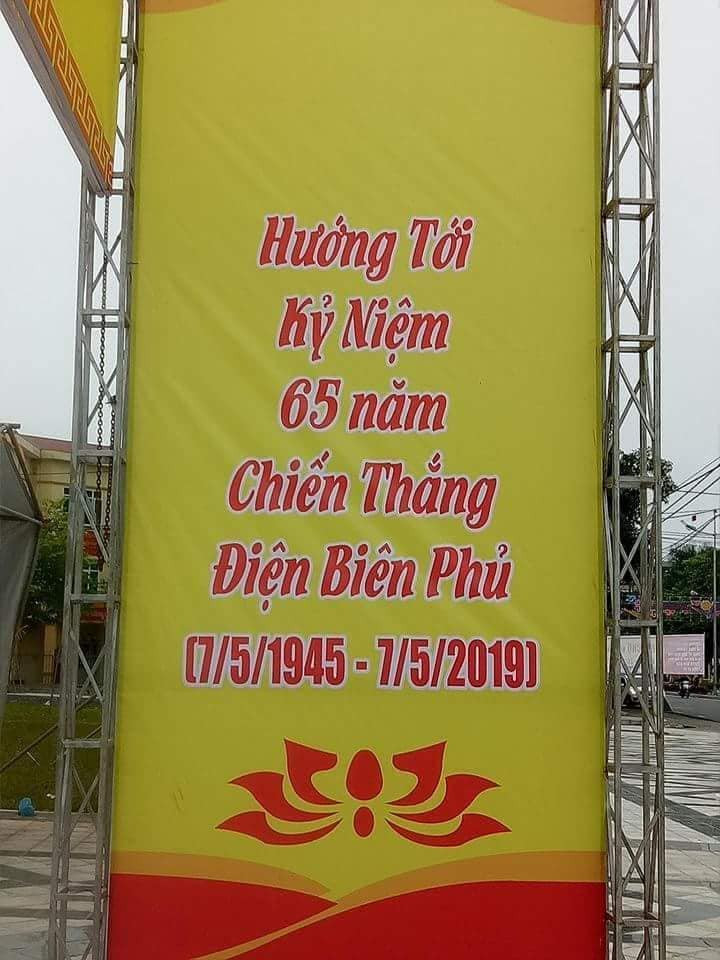 Hướng Tới
Kỷ Niệm
65 năm
Chiến Thắng
Điện Biên Phủ
(7/5/1945 - 7/5/2019)